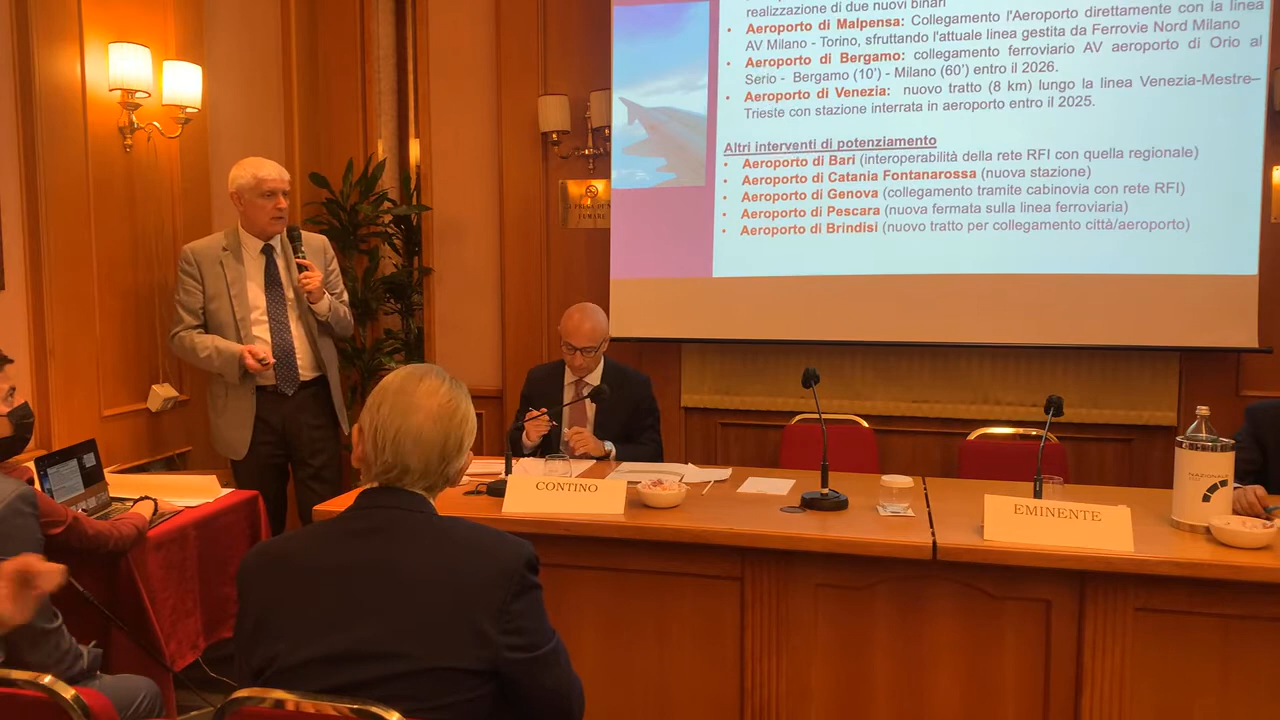 realizzazione di due nuovi binari
• Aeroporto di Malpensa: Collegamento l'Aeroporto direttamente con la linea
AV Milano - Torino, sfruttando l'attuale linea gestita da Ferrovie Nord Milano
• Aeroporto di Bergamo: collegamento ferroviario AV aeroporto di Orio al
Serio - Bergamo (10') - Milano (60') entro il 2026.
• Aeroporto di Venezia: nuovo tratto (8 km) lungo la linea Venezia-Mestre–
Trieste con stazione interrata in aeroporto entro il 2025.
Altri interventi di potenziamento
• Aeroporto di Bari (interoperabilità della rete RFI con quella regionale)
• Aeroporto di Catania Fontanarossa (nuova stazione)
• Aeroporto di Genova (collegamento tramite cabinovia con rete RFI)
• Aeroporto di Pescara (nuova fermata sulla linea ferroviaria)
• Aeroporto di Brindisi (nuovo tratto per collegamento città/aeroporto)
FUMARE
CONTINO
EMINENTE
NAZIONALE